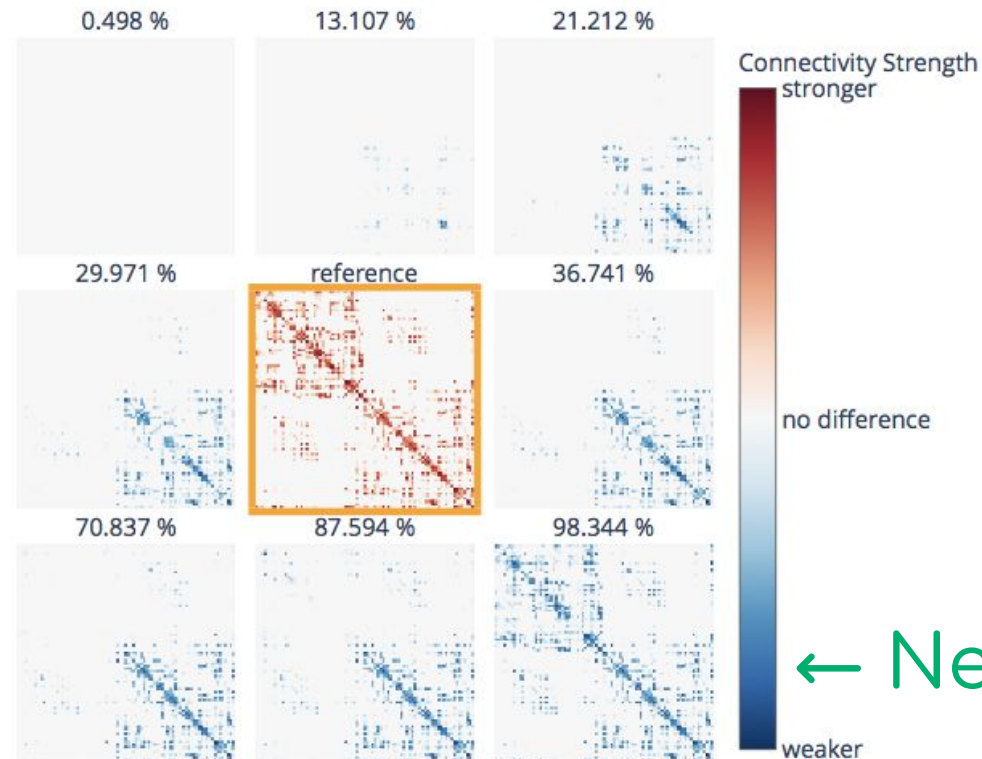 0.498 %
13.107 %
21.212 %
Connectivity Strength
stronger
29.971 %
reference
36.741 %
no difference
70.837 %
87.594 %
98.344 %
←
weaker